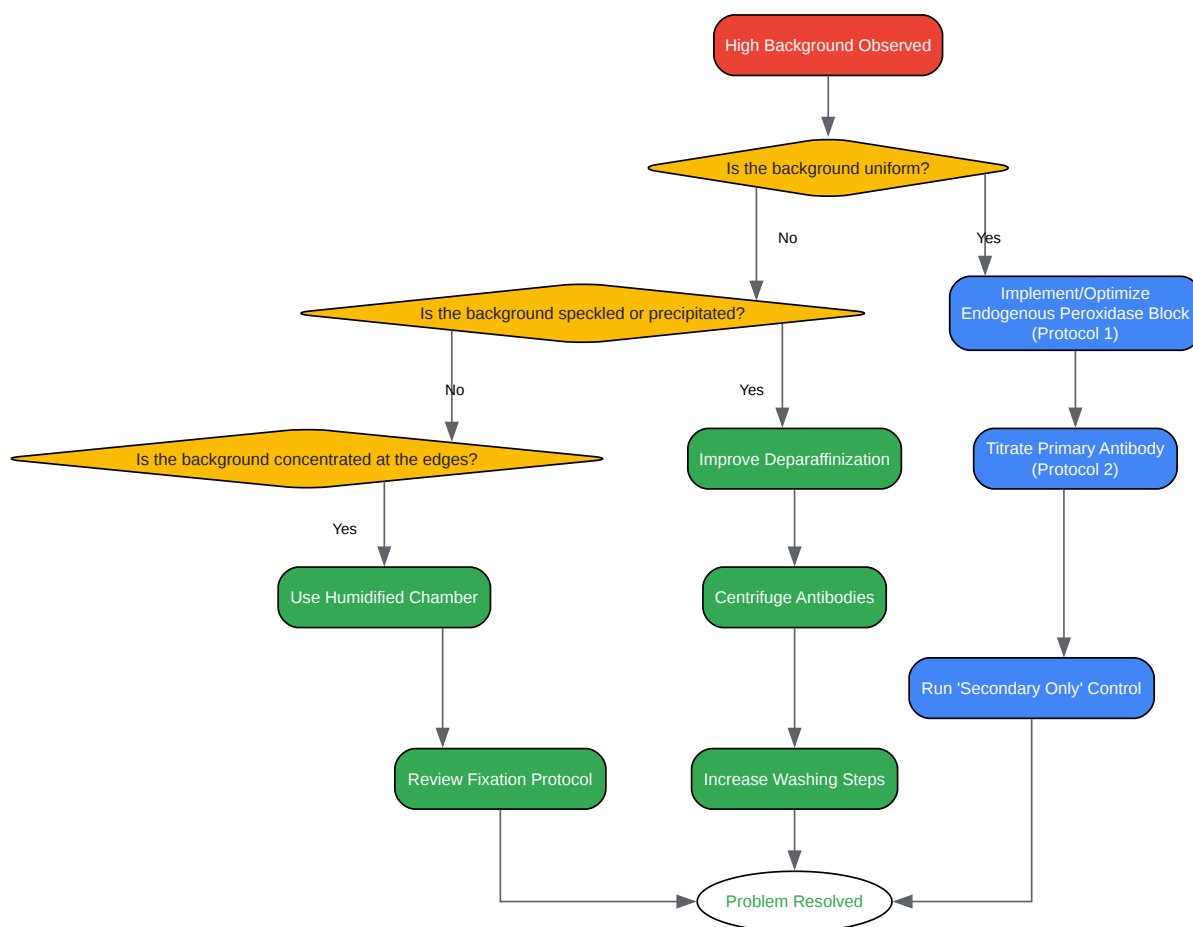 High Background Observed
Is the background uniform?
No
Yes
Implement/Optimize
Endogenous Peroxidase Block
(Protocol 1)
Is the background speckled or precipitated?
No
Yes
Titrate Primary Antibody
(Protocol 2)
Is the background concentrated at the edges?
Improve Deparaffinization
Yes
Use Humidified Chamber
Centrifuge Antibodies
Run 'Secondary Only' Control
Review Fixation Protocol
Increase Washing Steps
Problem Resolved